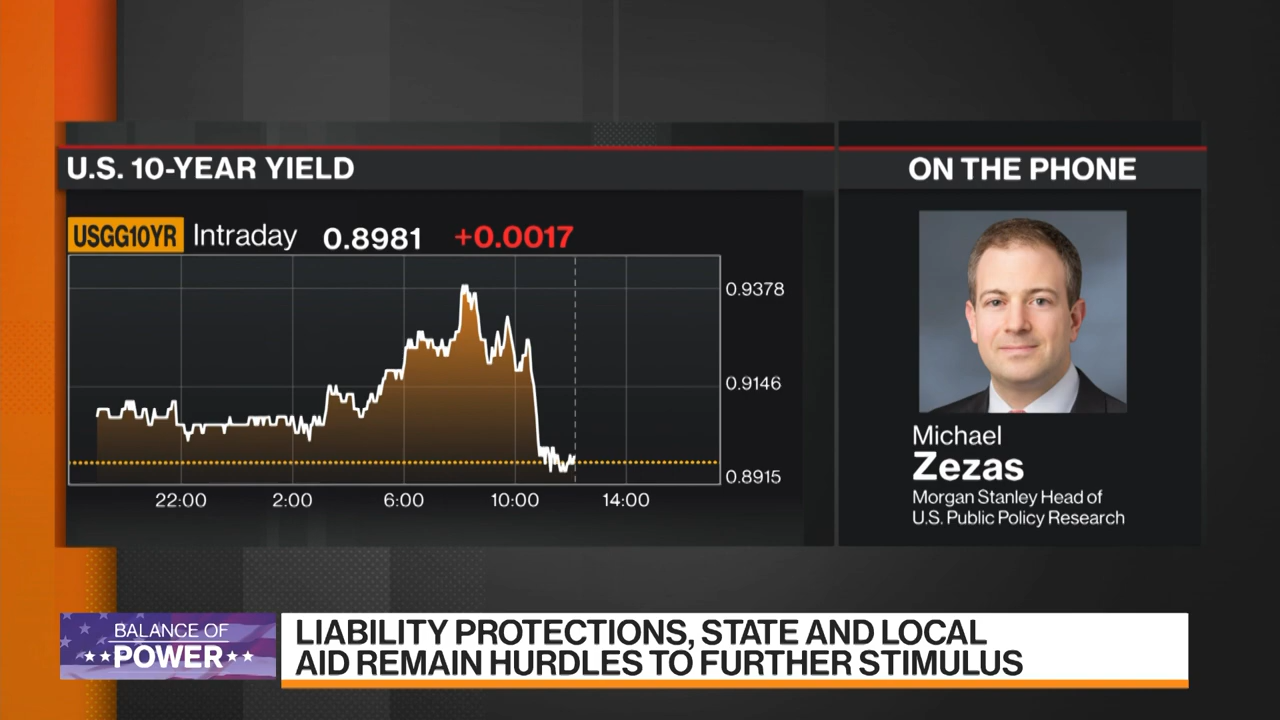 U.S. 10-YEAR YIELD
USGG10YR Intraday 0.8981 +0.0017
0.9378
0.9146
0.8915
22:00 2:00 6:00 10:00 14:00
ON THE PHONE
Michael
Zezas
Morgan Stanley Head of
U.S. Public Policy Research
BALANCE OF
POWER
LIABILITY PROTECTIONS, STATE AND LOCAL
AID REMAIN HURDLES TO FURTHER STIMULUS